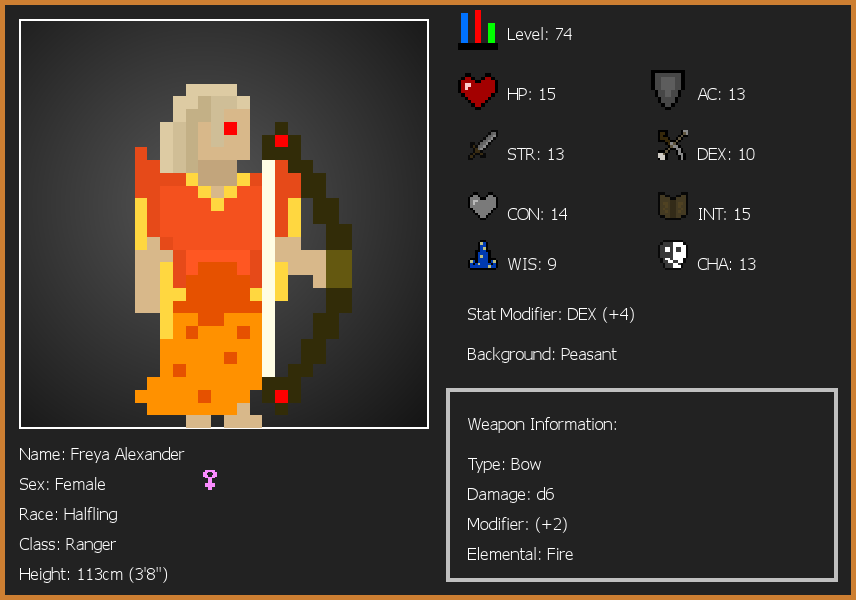 Level: 74
HP: 15
AC: 13
STR: 13
DEX: 10
CON: 14
INT: 15
WIS: 9
CHA: 13
Stat Modifier: DEX (+4)
Background: Peasant
Weapon Information:
Type: Bow
Damage: d6
Modifier: (+2)
Elemental: Fire
Name: Freya Alexander
Sex: Female
Race: Halfling
Class: Ranger
Height: 113cm (3'8")